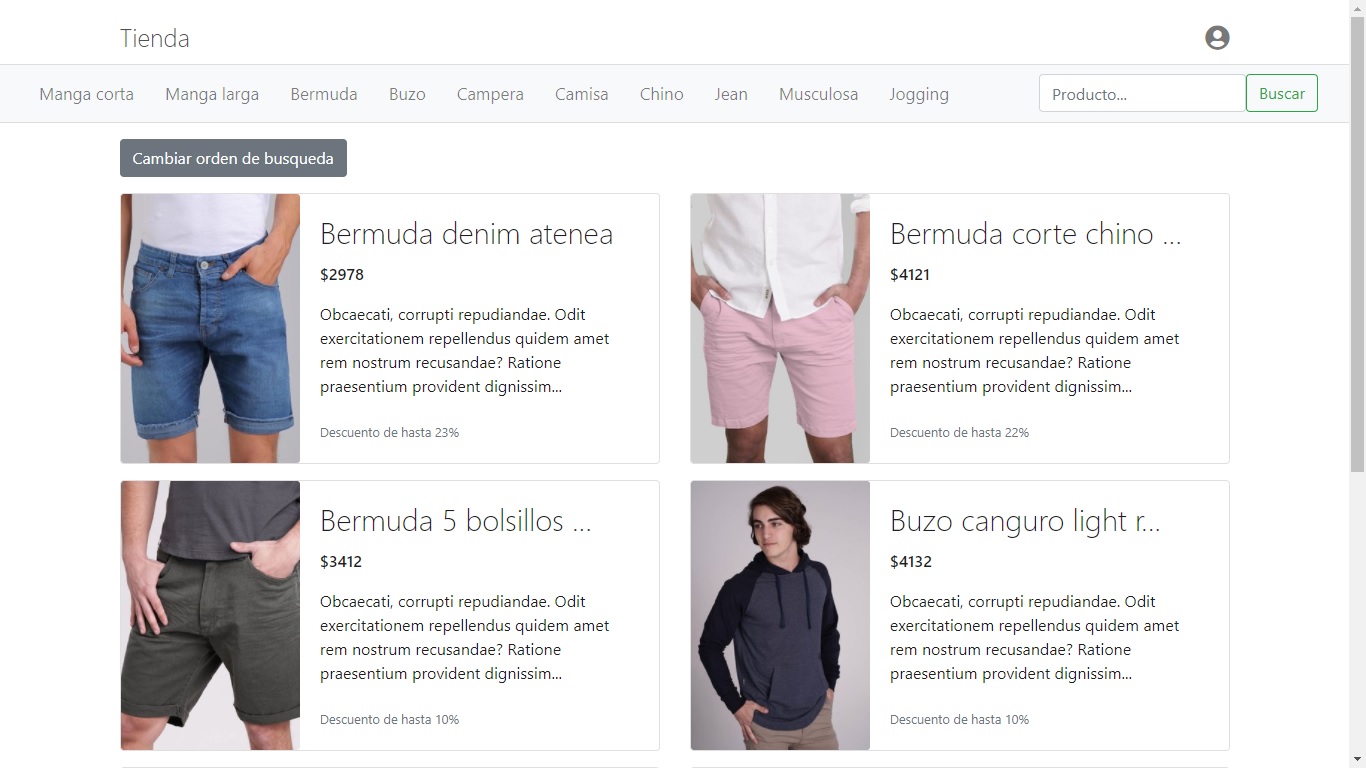 Tienda
Manga corta Manga larga Bermuda Buzo Campera Camisa Chino Jean Musculosa Jogging Producto... Buscar
Cambiar orden de busqueda
Bermuda denim atenea
$2978
Obcaecati, corrupti repudiandae. Odit
exercitationem repellendus quidem amet
rem nostrum recusandae? Ratione
praesentium provident dignissim...
Descuento de hasta 23%
Bermuda corte chino ...
$4121
Obcaecati, corrupti repudiandae. Odit
exercitationem repellendus quidem amet
rem nostrum recusandae? Ratione
praesentium provident dignissim...
Descuento de hasta 22%
Bermuda 5 bolsillos ...
$3412
Obcaecati, corrupti repudiandae. Odit
exercitationem repellendus quidem amet
rem nostrum recusandae? Ratione
praesentium provident dignissim...
Descuento de hasta 10%
Buzo canguro light r...
$4132
Obcaecati, corrupti repudiandae. Odit
exercitationem repellendus quidem amet
rem nostrum recusandae? Ratione
praesentium provident dignissim...
Descuento de hasta 10%